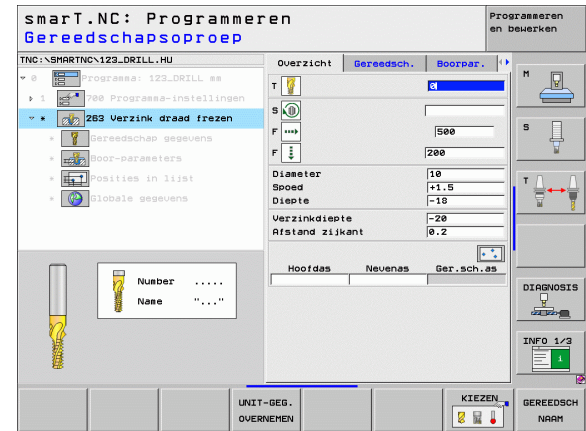 smarT.NC: Programmeren
Gereedschapsoproep
Programmeren
en bewerken
TNC:\SMARTNC\123_DRILL.HU
0 Programma: 123_DRILL mm
1 700 Programma-instellingen
* 263 Verzink draad frezen
* Gereedschap gegevens
* Boor-parameters
* Posities in lijst
* Globale gegevens
Overzicht Gereedsch. Boorpar.
T 0
S
F 500
F 200
Diameter 10
Spoed +1.5
Diepte -18
Verzinkdiepte -20
Afstand zijkant 0.2
Hoofdas Nevenas Ger.sch.as
Number .....
Name "..."
M
S
T
DIAGNOSIS
INFO 1/3
i
UNIT-GEG.
OVERNEMEN
KIEZEN
GEREEDSCH
NAAM